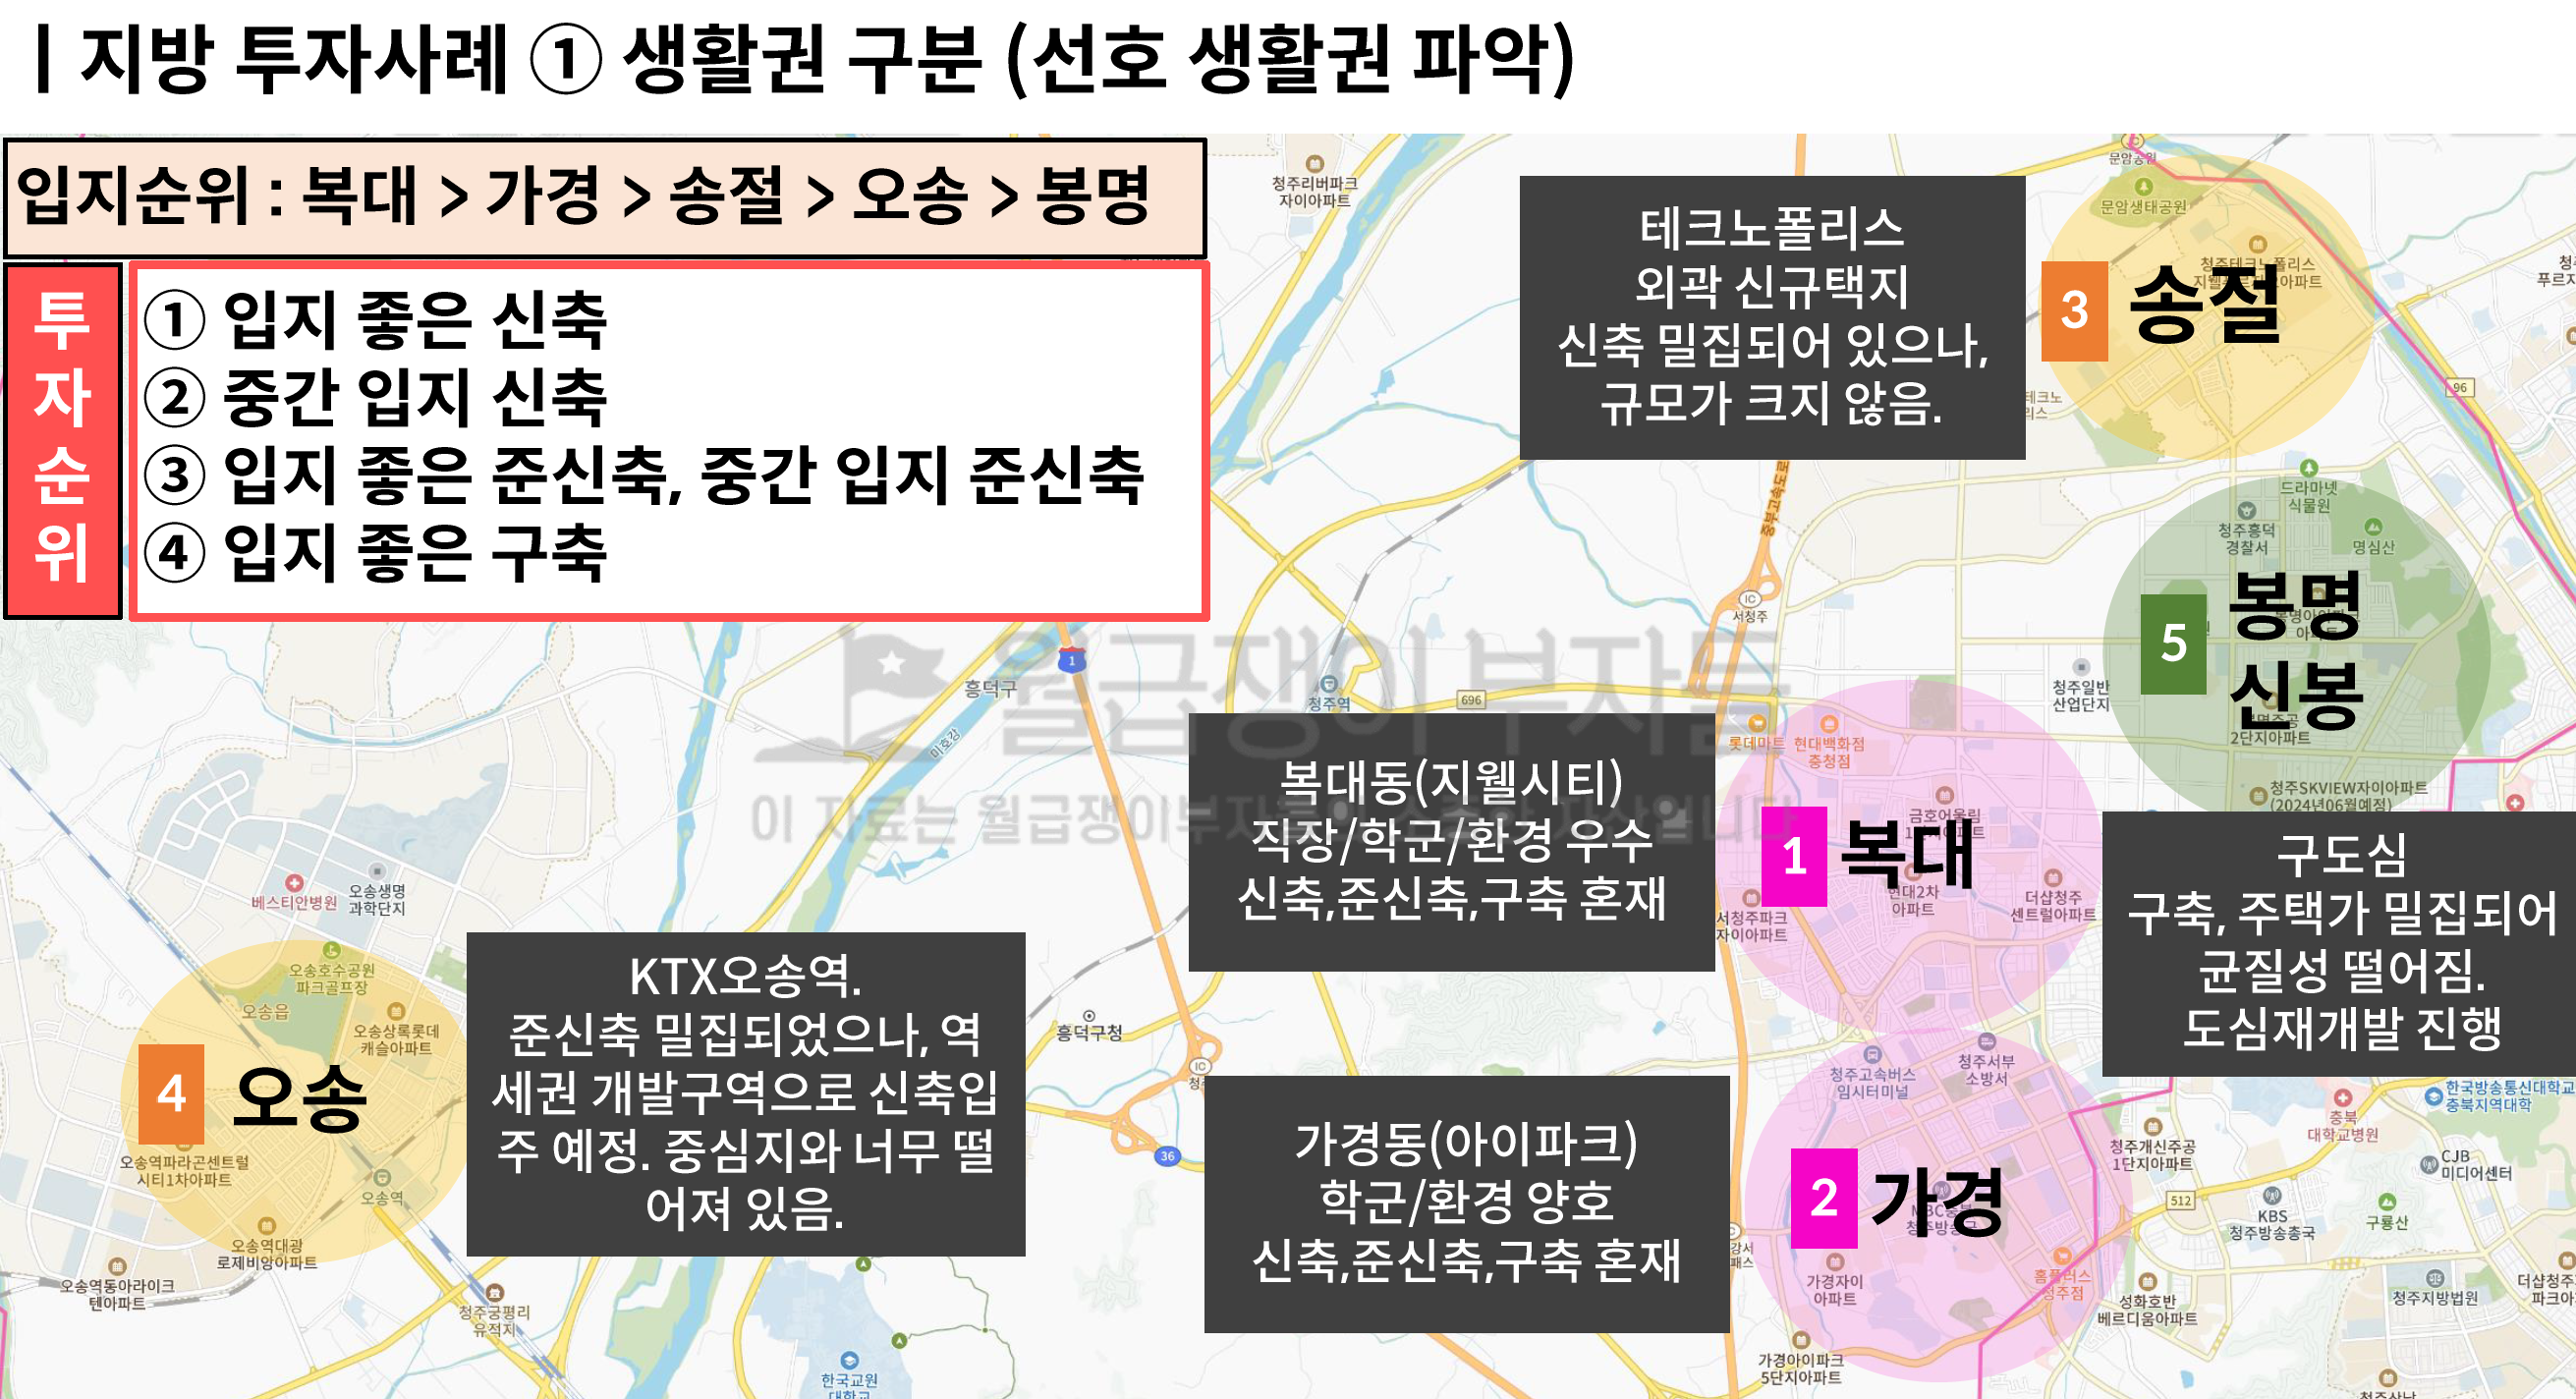 | 지방 투자사례 ① 생활권 구분 (선호 생활권 파악)
입지순위 : 복대 > 가경 > 송절 > 오송 > 봉명
투
자
순
위
① 입지 좋은 신축
② 중간 입지 신축
③ 입지 좋은 준신축, 중간 입지 준신축
④ 입지 좋은 구축
청주리버파크
자이아파트
테크노폴리스
외곽 신규택지
신축 밀집되어 있으나,
규모가 크지 않음.
문암생태공원
청주테크노폴리스
3 송절
96
중부고속도로
드라마넷
식물원
청주흥덕
경찰서
명심산
5 봉명
신봉
2단지아파트
청주SKVIEW자이아파트
(2024년06월예정)
IC
서청주
청주일반
산업단지
월급쟁이 부자들
1
흥덕구
미호강
청주역
696
롯데마트
현대백화점
충청점
복대동(지웰시티)
직장/학군/환경 우수
신축,준신축,구축 혼재
금호어울림
1 복대
현대2차
아파트
더샵청주
센트럴아파트
서청주파크
자이아파트
구도심
구축, 주택가 밀집되어
균질성 떨어짐.
도심재개발 진행
베스티안병원
오송생명
과학단지
오송호수공원
파크골프장
오송읍
오송상록롯데
캐슬아파트
4 오송
오송역파라곤센트럴
시티1차아파트
오송역
오송역대광
로제비앙아파트
오송역동아라이크
텐아파트
KTX오송역.
준신축 밀집되었으나, 역
세권 개발구역으로 신축입
주 예정. 중심지와 너무 떨
어져 있음.
흥덕구청
IC
36
청주궁평리
유적지
한국교원
대학교
가경동(아이파크)
학군/환경 양호
신축,준신축,구축 혼재
청주고속버스
임시터미널
청주서부
소방서
2 가경
가경자이
아파트
홈플러스
청주점
가경아이파크
5단지아파트
청주개신주공
1단지아파트
충북
대학교병원
한국방송통신대학교
충북지역대학
CJB
미디어센터
512
KBS
청주방송총국
구룡산
성화호반
베르디움아파트
청주지방법원
더샵청주
파크